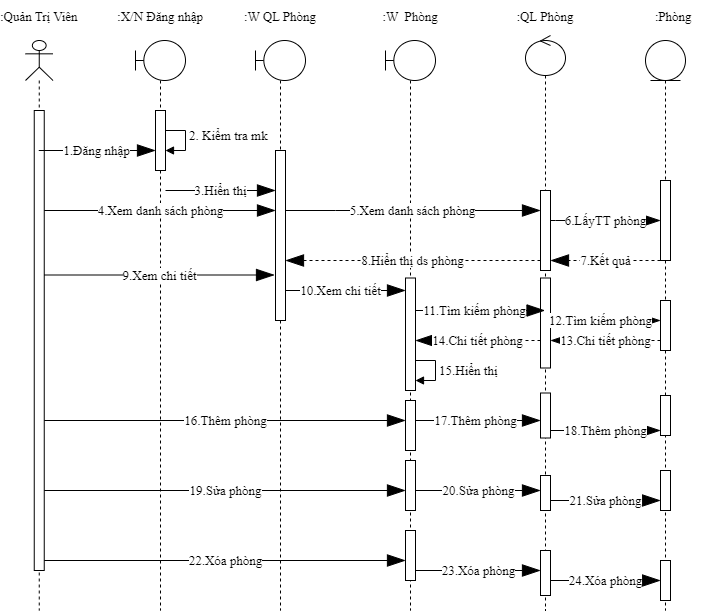 :Quản Trị Viên
:X/N Đăng nhập
:W QL Phòng
:W Phòng
:QL Phòng
:Phòng
2. Kiểm tra mk
1.Đăng nhập
3.Hiển thị
4.Xem danh sách phòng
5.Xem danh sách phòng
6.LấyTT phòng
8.Hiển thị ds phòng
7.Kết quả
9.Xem chi tiết
10.Xem chi tiết
11.Tìm kiếm phòng
12.Tìm kiếm phòng
14.Chi tiết phòng
13.Chi tiết phòng
15.Hiển thị
16.Thêm phòng
17.Thêm phòng
18.Thêm phòng
19.Sửa phòng
20.Sửa phòng
21.Sửa phòng
22.Xóa phòng
23.Xóa phòng
24.Xóa phòng